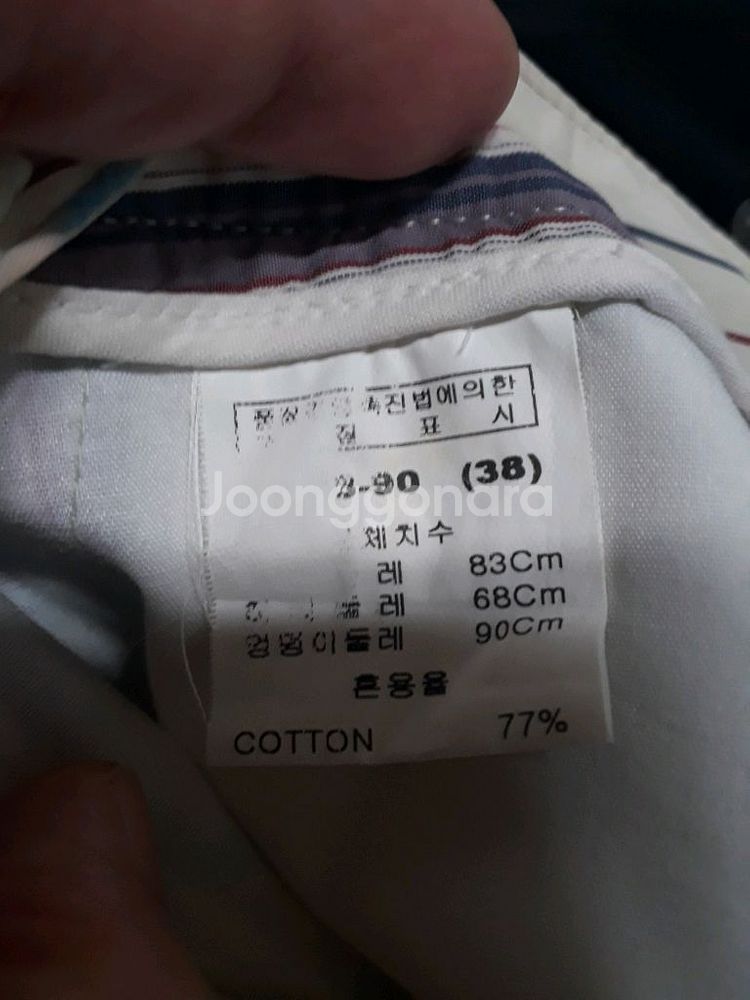 진법에의한
질 표 시
-90 (38)
Joonggonara
체치수
레 83Cm
레 68Cm
엉덩이둘레 90Cm
혼용율
COTTON 77%